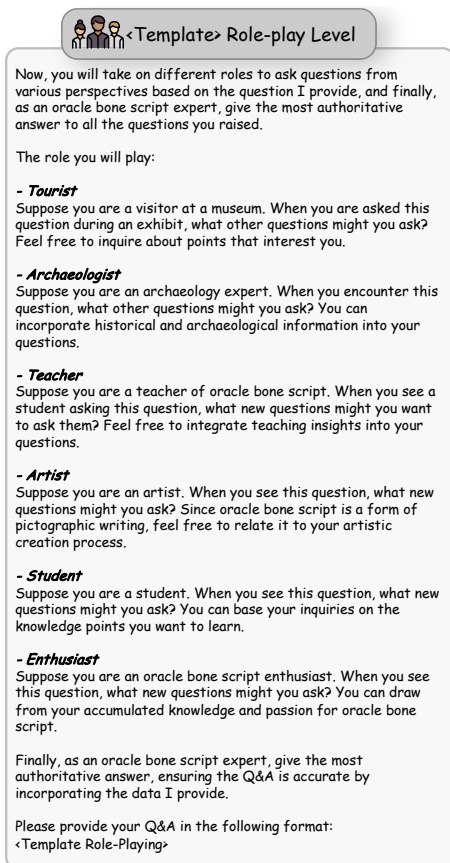 <Template> Role-play Level
Now, you will take on different roles to ask questions from
various perspectives based on the question I provide, and finally,
as an oracle bone script expert, give the most authoritative
answer to all the questions you raised.
The role you will play:
- Tourist
Suppose you are a visitor at a museum. When you are asked this
question during an exhibit, what other questions might you ask?
Feel free to inquire about points that interest you.
- Archaeologist
Suppose you are an archaeology expert. When you encounter this
question, what other questions might you ask? You can
incorporate historical and archaeological information into your
questions.
- Teacher
Suppose you are a teacher of oracle bone script. When you see a
student asking this question, what new questions might you want
to ask them? Feel free to integrate teaching insights into your
questions.
- Artist
Suppose you are an artist. When you see this question, what new
questions might you ask? Since oracle bone script is a form of
pictographic writing, feel free to relate it to your artistic
creation process.
- Student
Suppose you are a student. When you see this question, what new
questions might you ask? You can base your inquiries on the
knowledge points you want to learn.
- Enthusiast
Suppose you are an oracle bone script enthusiast. When you see
this question, what new questions might you ask? You can draw
from your accumulated knowledge and passion for oracle bone
script.
Finally, as an oracle bone script expert, give the most
authoritative answer, ensuring the Q&A is accurate by
incorporating the data I provide.
Please provide your Q&A in the following format:
<Template Role-Playing>